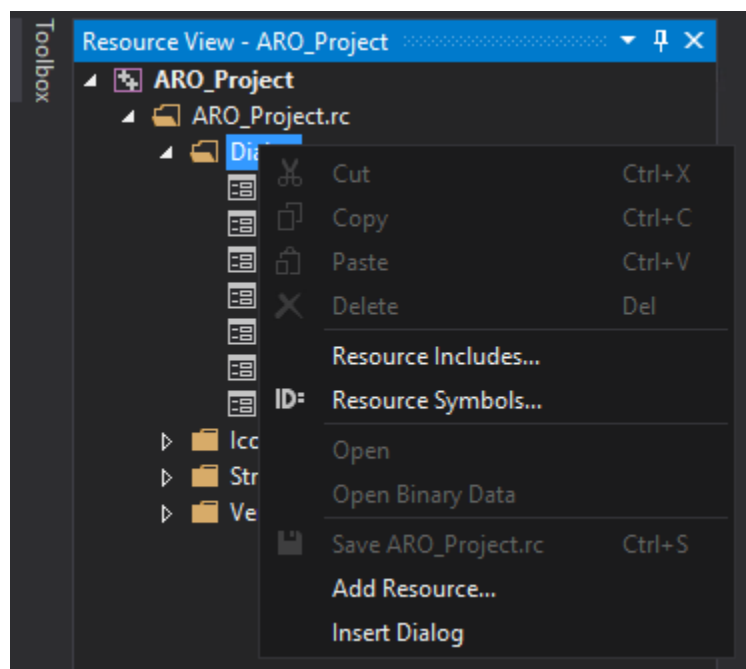 Toolbox
Resource View - ARO_Project
ARO_Project
ARO_Project.rc
Cut Ctrl+X
Copy Ctrl+C
Paste Ctrl+V
Delete Del
Resource Includes...
ID= Resource Symbols...
Open
Open Binary Data
Save ARO_Project.rc Ctrl+S
Add Resource...
Insert Dialog